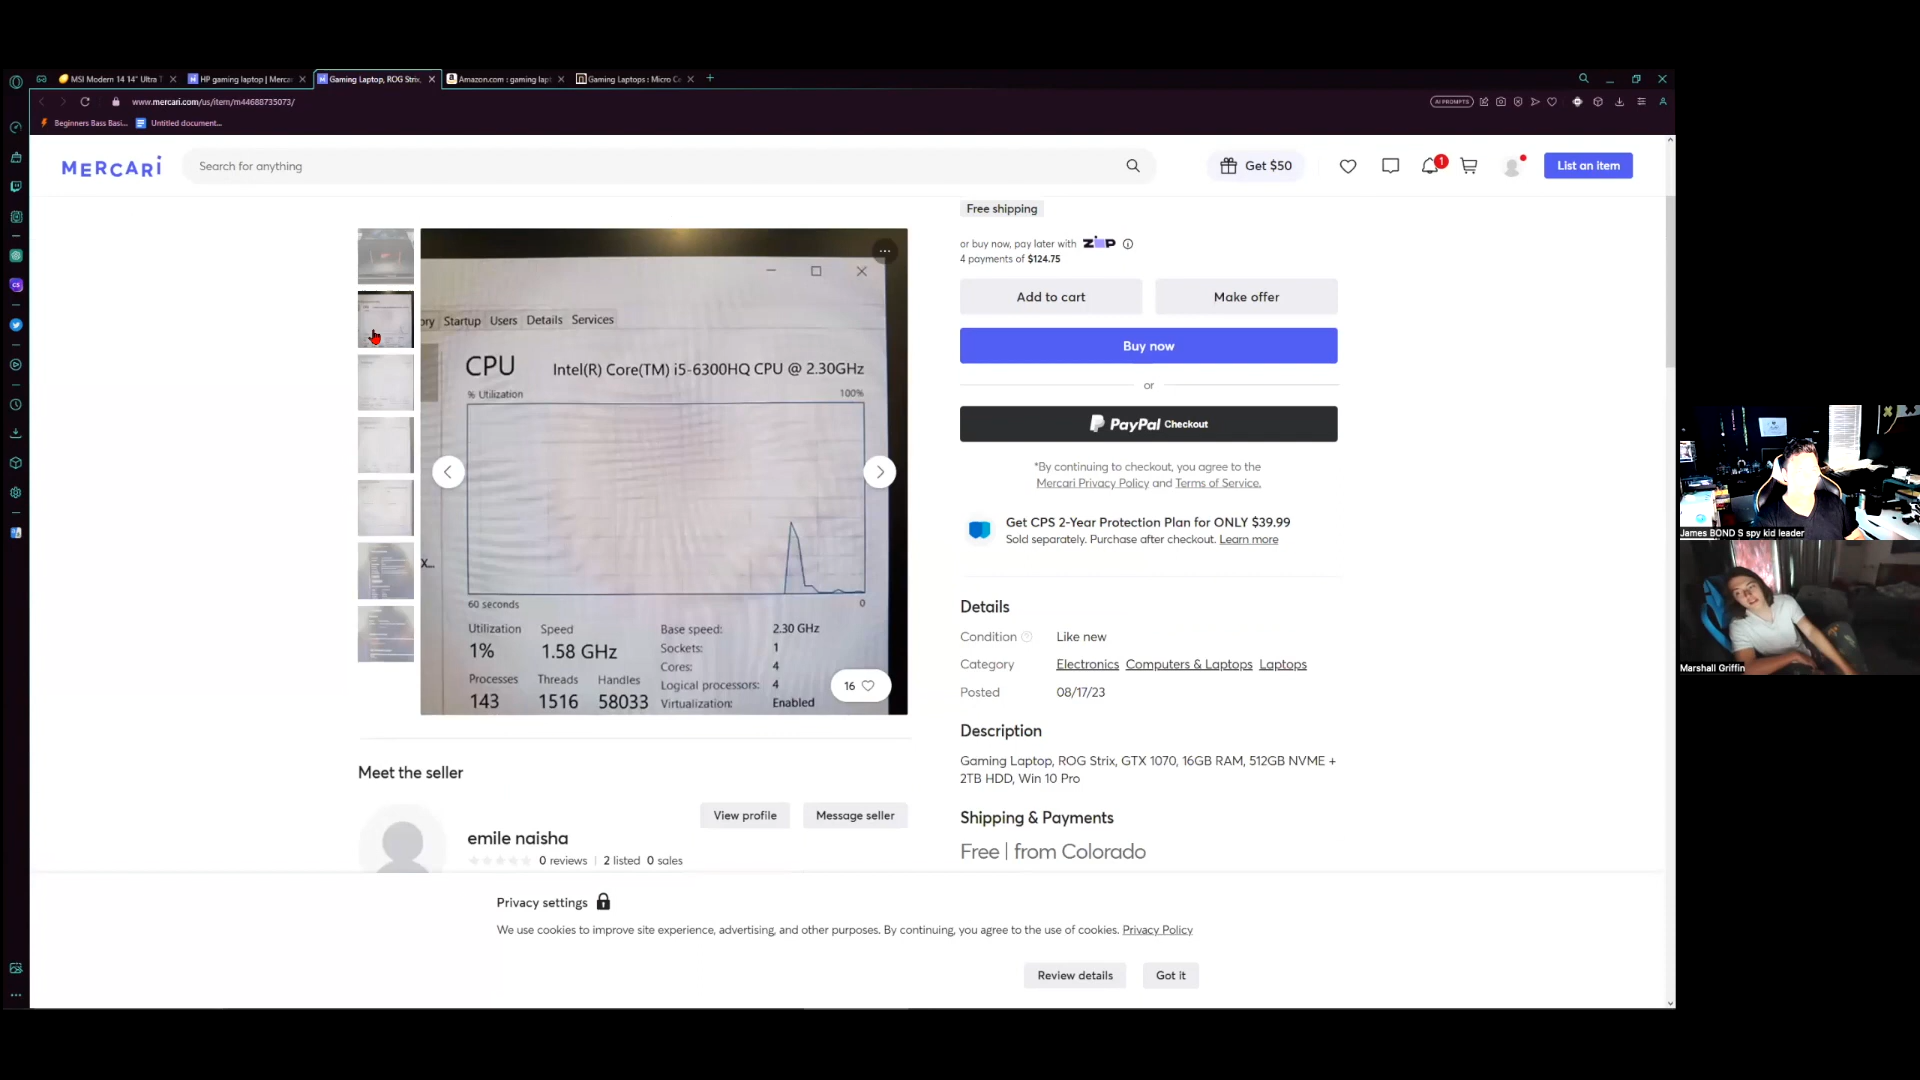 MSI Modern 14 14" Ultra T
HP gaming laptop | Mercar
Gaming Laptop, ROG Strix,
Amazon.com : gaming lapt
Gaming Laptops : Micro Ce
www.mercari.com/us/item/m44688735073/
AI PROMPTS
Beginners Bass Basi...
Untitled document...
MERCARI
Search for anything
Get $50
1
List an item
Free shipping
or buy now, pay later with ZIP
4 payments of $124.75
Add to cart
Make offer
Buy now
or
PayPal Checkout
*By continuing to checkout, you agree to the
Mercari Privacy Policy and Terms of Service.
Get CPS 2-Year Protection Plan for ONLY $39.99
Sold separately. Purchase after checkout. Learn more
Details
Condition Like new
Category Electronics Computers & Laptops Laptops
Posted 08/17/23
Description
Gaming Laptop, ROG Strix, GTX 1070, 16GB RAM, 512GB NVME +
2TB HDD, Win 10 Pro
Shipping & Payments
Free | from Colorado
ory Startup Users Details Services
CPU Intel(R) Core(TM) i5-6300HQ CPU @ 2.30GHz
% Utilization 100%
X...
60 seconds 0
Utilization Speed Base speed: 2.30 GHz
1% 1.58 GHz Sockets: 1
Cores: 4
Processes Threads Handles Logical processors: 4
143 1516 58033 Virtualization: Enabled
16
Meet the seller
View profile
Message seller
emile naisha
0 reviews | 2 listed 0 sales
Privacy settings
We use cookies to improve site experience, advertising, and other purposes. By continuing, you agree to the use of cookies. Privacy Policy
Review details
Got it
James BOND S spy kid leader
Marshall Griffin